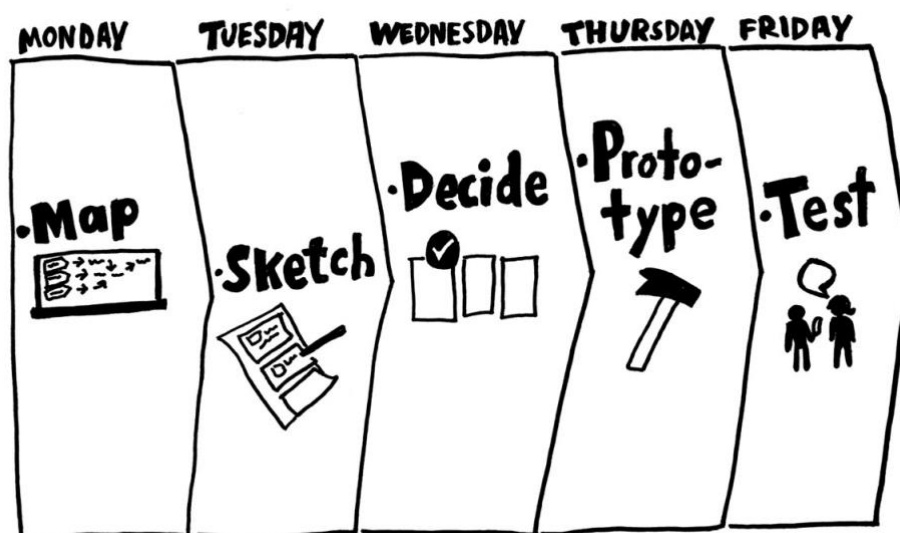 MONDAY TUESDAY WEDNESDAY THURSDAY FRIDAY
·Map
·Sketch
·Decide
·Proto-
type
·Test